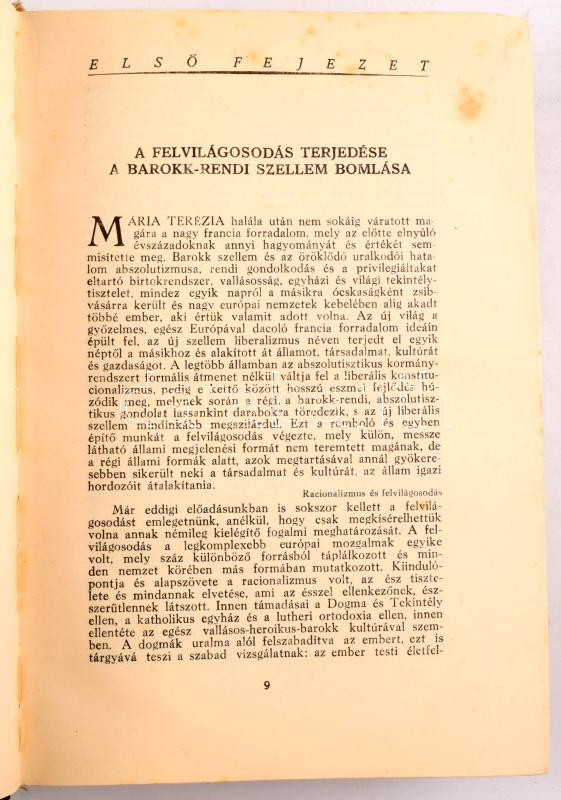 ELSŐ FEJEZET
A FELVILÁGOSODÁS TERJEDÉSE
A BAROKK-RENDI SZELLEM BOMLÁSA
MÁRIA TERÉZIA halála után nem sokáig váratott ma-
gára a nagy francia forradalom, mely az előtte elnyúló
évszázadoknak annyi hagyományát és értékét sem-
misítette meg. Barokk szellem és az öröklődő uralkodói hata-
lom abszolutizmusa, rendi gondolkodás és a privilegiáltakat
eltartó birtokrendszer, vallásosság, egyházi és világi tekintély-
tisztelet, mindez egyik napról a másikra ócskaságként zsib-
vásárra került és nagy európai nemzetek kebelében alig akadt
többé ember, aki értük valamit adott volna. Az új világ a
győzelmes, egész Európával dacoló francia forradalom ideáin
épült fel, az új szellem liberalizmus néven terjed el egyik
néptől a másikhoz és alakított át államot, társadalmat, kultúrát
és gazdaságot. A legtöbb államban az abszolutisztikus kormány-
rendszert formális átmenet nélkül váltja fel a liberális konstitu-
cionalizmus, pedig e kettő között hosszú eszmei fejlődés hú-
zódik meg, melynek során a régi, a barokk-rendi, abszolutisz-
tikus gondolat lassankint darabokra töredezik, s az új liberális
szellem mindinkább megszilárdul. Ezt a romboló és egyben
építő munkát a felvilágosodás végezte, mely külön, messze
látható állami megjelenési formát nem teremtett magának, de
a régi állami formák alatt, azok megtartásával annál gyökere-
sebben sikerült neki a társadalmat és kultúrát, az állam igazi
hordozóit átalakítania.
Racionalizmus és felvilágosodás
Már eddigi előadásunkban is sokszor kellett a felvilá-
gosodást emlegetnünk, anélkül, hogy csak megkísérelhettük
volna annak némileg kielégítő fogalmi meghatározását. A fel-
világosodás a legkomplexebb európai mozgalmak egyike
volt, mely száz különböző forrásból táplálkozott és min-
den nemzet körében más formában mutatkozott. Kiinduló-
pontja és alapszövete a racionalizmus volt, az ész tisz-
lete és mindannak elvetése, ami az ésszel ellenkezőnek, ész-
szerűtlennek látszott. Innen támadásai a Dogma és Tekintély
ellen, a katholikus egyház és a lutheri ortodoxia ellen, innen
ellentéte az egész vallásos-heroikus-barokk kultúrával szem-
ben. A dogmák uralma alól felszabadítva az embert, ezt is
tárgyává teszi a szabad vizsgálatnak: az ember testi életfel-
9